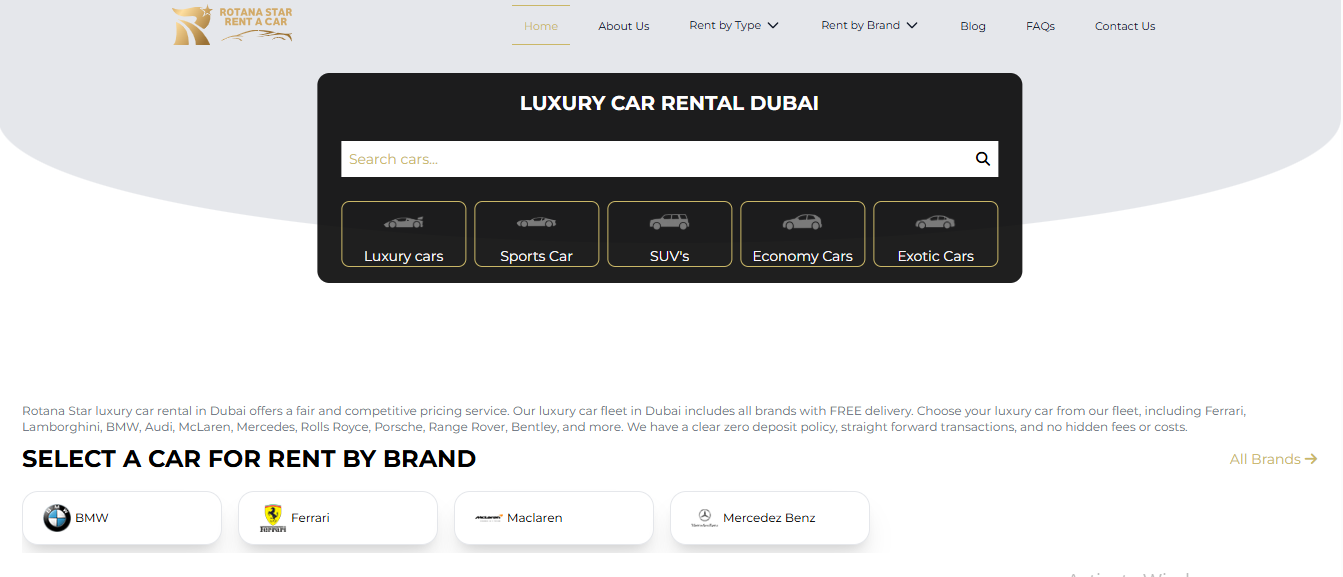 ROTANA STAR
RENT A CAR
Home About Us Rent by Type Rent by Brand Blog FAQs Contact Us
LUXURY CAR RENTAL DUBAI
Search cars...
Luxury cars Sports Car SUV's Economy Cars Exotic Cars
Rotana Star luxury car rental in Dubai offers a fair and competitive pricing service. Our luxury car fleet in Dubai includes all brands with FREE delivery. Choose your luxury car from our fleet, including Ferrari,
Lamborghini, BMW, Audi, McLaren, Mercedes, Rolls Royce, Porsche, Range Rover, Bentley, and more. We have a clear zero deposit policy, straight forward transactions, and no hidden fees or costs.
SELECT A CAR FOR RENT BY BRAND All Brands
BMW Ferrari Maclaren Mercedez Benz
Ferrari